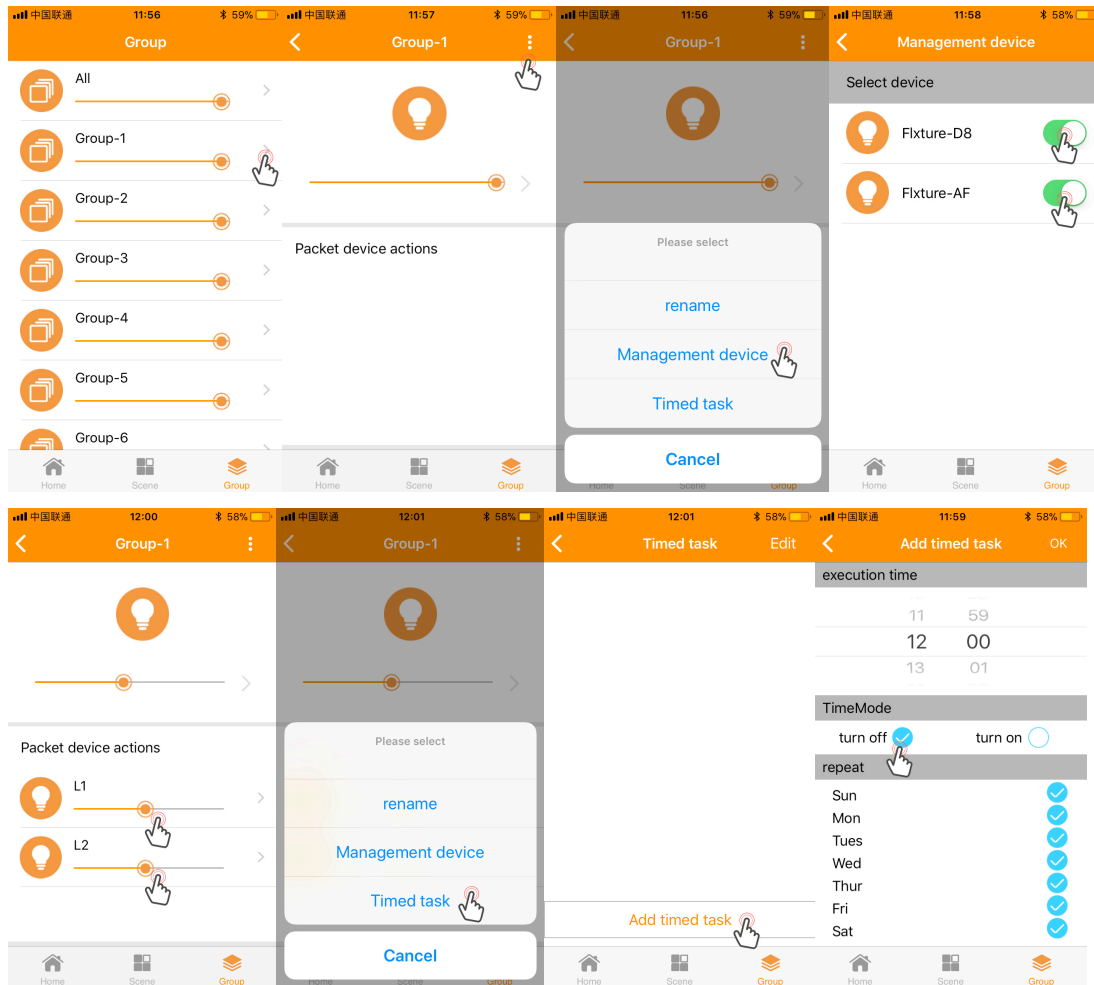 中国联通 11:56 59%
Group
All
Group-1
Group-2
Group-3
Group-4
Group-5
Group-6
Home Scene Group
中国联通 11:57 59%
Group-1
Packet device actions
Home Scene Group
中国联通 11:56 59%
Group-1
Please select
rename
Management device
Timed task
Cancel
Home Scene Group
中国联通 11:58 58%
Management device
Select device
FIxture-D8
FIxture-AF
Home Scene Group
中国联通 12:00 58%
Group-1
Packet device actions
L1
L2
Home Scene Group
中国联通 12:01 58%
Group-1
Please select
rename
Management device
Timed task
Cancel
Home Scene Group
中国联通 12:01 58%
Timed task Edit
Add timed task
Home Scene Group
中国联通 11:59 58%
Add timed task OK
execution time
11 59
12 00
13 01
TimeMode
turn off turn on
repeat
Sun
Mon
Tues
Wed
Thur
Fri
Sat
Home Scene Group